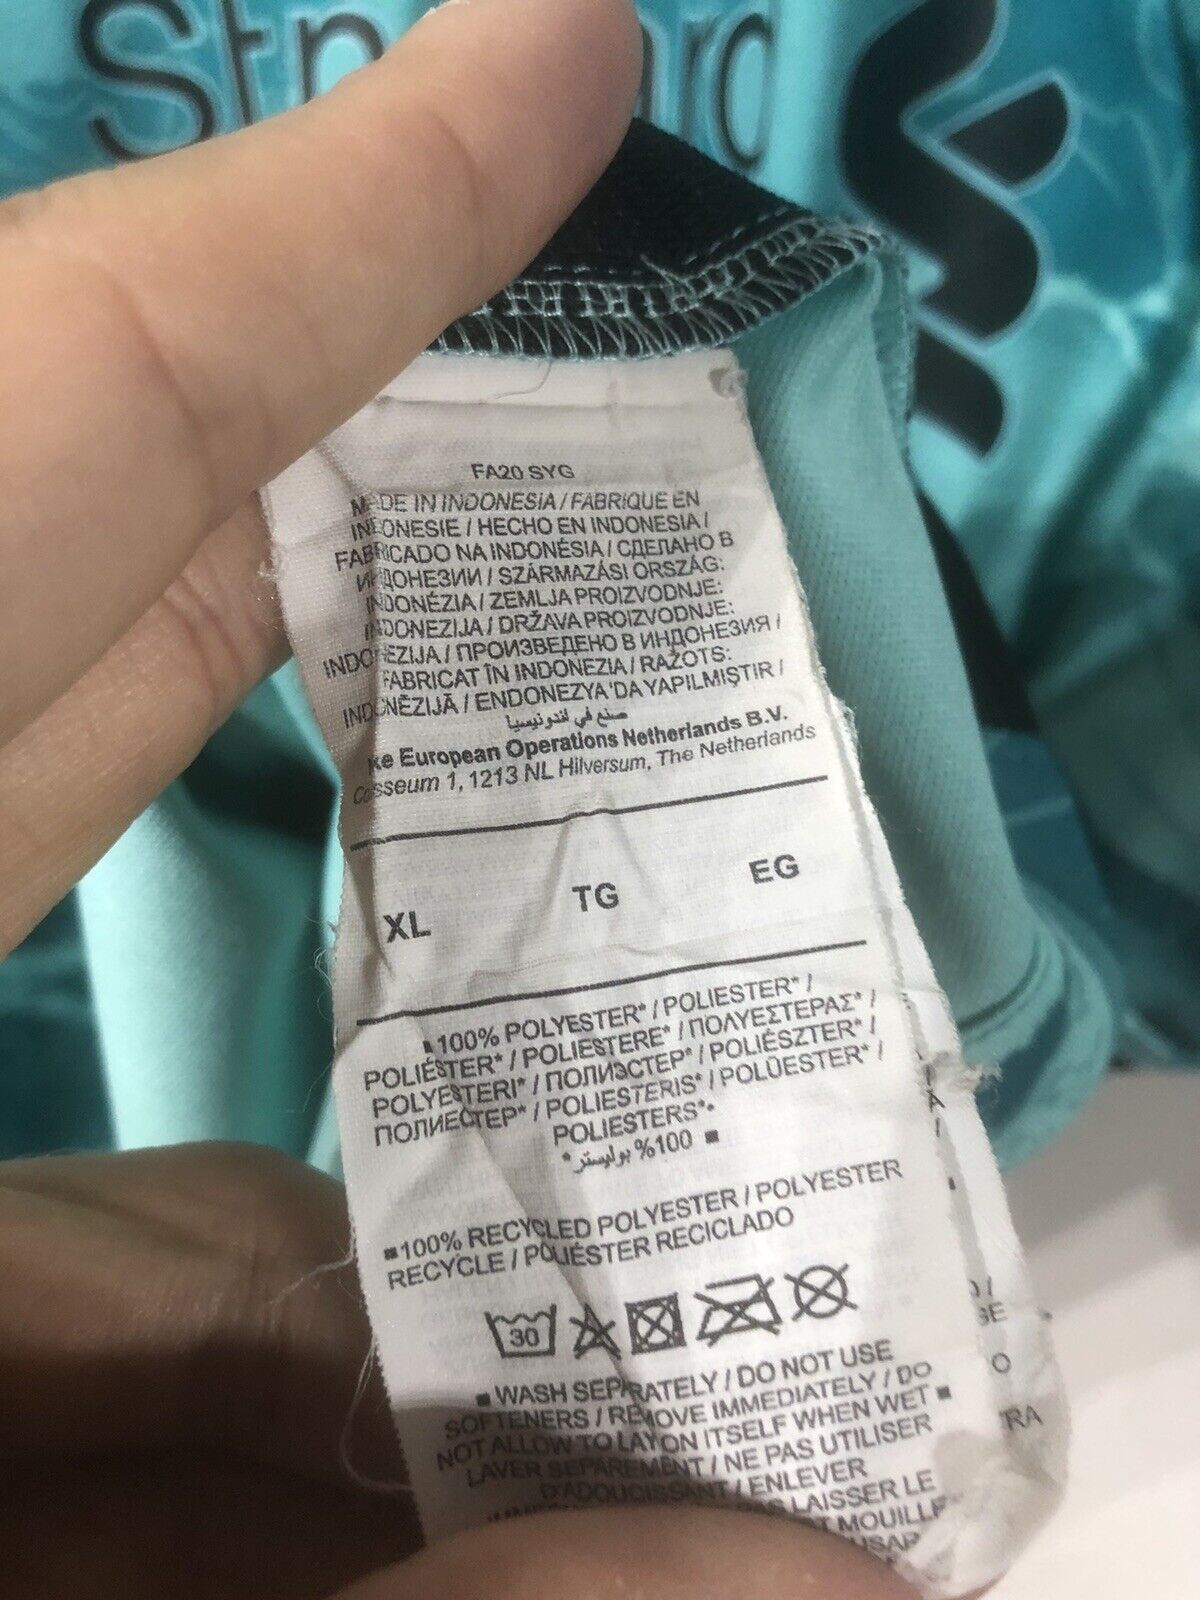 FA20 SYG
MADE IN INDONESIA / FABRIQUE EN
INDONESIE / HECHO EN INDONESIA /
FABRICADO NA INDONÉSIA / СДЕЛАНО В
ИНДОНЕЗИИ / SZÁRMAZÁSI ORSZÁG:
INDONÉZIA / ZEMLJA PROIZVODNJE:
INDONEZIJA / DRŽAVA PROIZVODNJE:
INDONEZIJA / ПРОИЗВЕДЕНО В ИНДОНЕЗИЯ /
FABRICAT ÎN INDONEZIA / RAŽOTS:
INDONĒZIJĀ / ENDONEZYA'DA YAPILMIŞTIR /
صنع في اندونيسيا
European Operations Netherlands B.V.
1, 1213 NL Hilversum, The Netherlands
XL TG EG
■100% POLYESTER* / POLIESTER* /
POLIÉSTER* / POLIESTERE* / ΠΟΛΥΕΣΤΕΡΑΣ* /
POLYESTERI* / ПОЛИЭСТЕР* / POLIÉSZTER* /
ПОЛИЕСТЕР* / POLIESTERIS* / POLÜESTER* /
POLIESTERS*•
■ 100% بوليستر*
■100% RECYCLED POLYESTER / POLYESTER
RECYCLE / POLIÉSTER RECICLADO
30
■ WASH SEPARATELY / DO NOT USE
SOFTENERS / REMOVE IMMEDIATELY / DO
NOT ALLOW TO LAY ON ITSELF WHEN WET ■
LAVER SEPAREMENT / NE PAS UTILISER
D'ADOUCISSANT / ENLEVER
LAISSER LE
MOUILLE